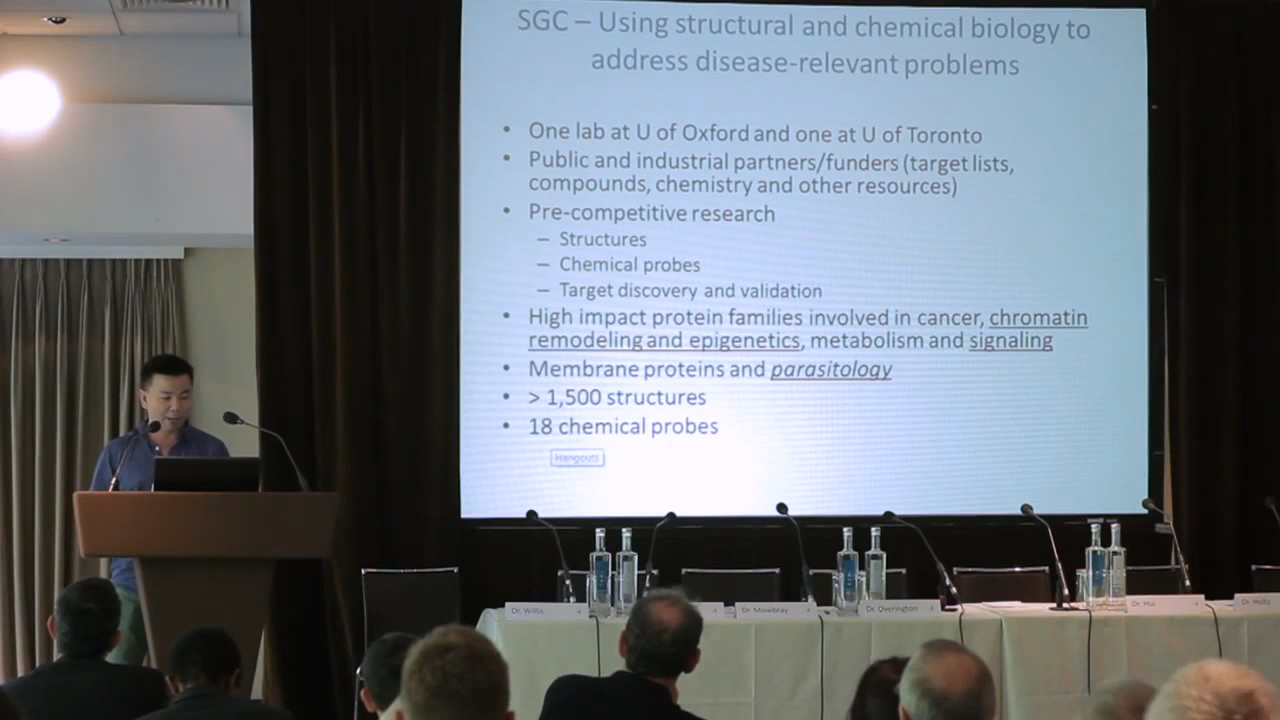 SGC – Using structural and chemical biology to
address disease-relevant problems
• One lab at U of Oxford and one at U of Toronto
• Public and industrial partners/funders (target lists,
compounds, chemistry and other resources)
• Pre-competitive research
– Structures
– Chemical probes
– Target discovery and validation
• High impact protein families involved in cancer, chromatin
remodeling and epigenetics, metabolism and signaling
• Membrane proteins and parasitology
• > 1,500 structures
• 18 chemical probes
Hangouts
Dr. Willis
Dr. Mowbray
Dr. Overington
Dr. Hui
Dr. Holtz